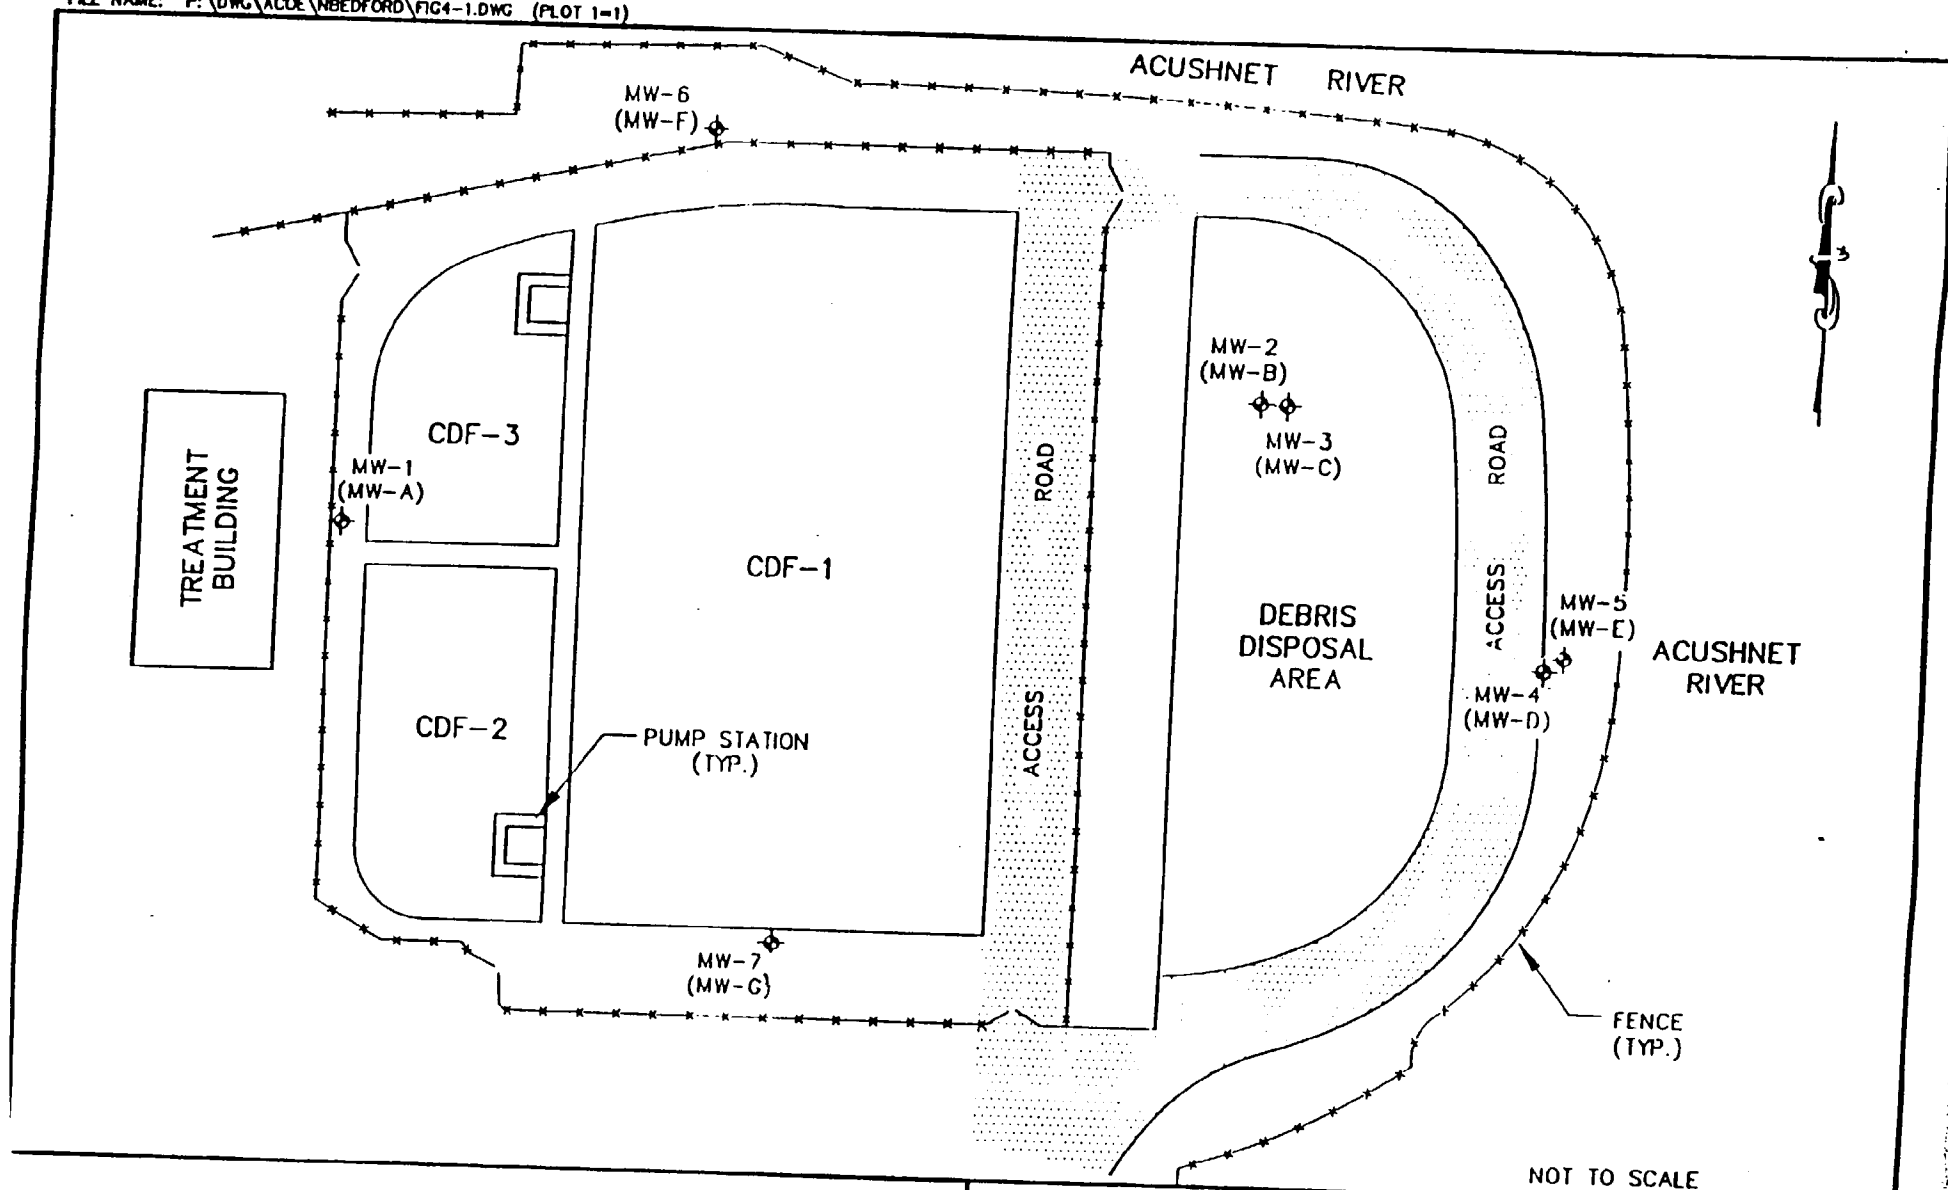 FILE NAME: P:\DWG\ACOE\NBEDFORD\FIG4-1.DWG (PLOT 1=1)
ACUSHNET RIVER
MW-6
(MW-F)
MW-2
(MW-B)
MW-3
(MW-C)
CDF-3
MW-1
(MW-A)
TREATMENT
BUILDING
ROAD
ACCESS
CDF-1
ROAD
ACCESS
DEBRIS
DISPOSAL
AREA
MW-5
(MW-E)
ACUSHNET
RIVER
MW-4
(MW-D)
CDF-2
PUMP STATION
(TYP.)
MW-7
(MW-G)
FENCE
(TYP.)
NOT TO SCALE